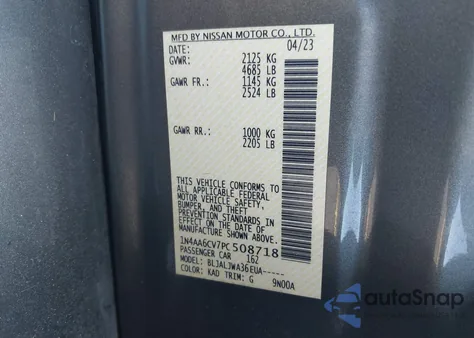 MFD BY NISSAN MOTOR CO., LTD.
DATE: 04/23
GVWR: 2125 KG
4685 LB
GAWR FR.: 1145 KG
2524 LB
GAWR RR.: 1000 KG
2205 LB
THIS VEHICLE CONFORMS TO
ALL APPLICABLE FEDERAL
MOTOR VEHICLE SAFETY,
BUMPER, AND THEFT
PREVENTION STANDARDS IN
EFFECT ON THE DATE OF
MANUFACTURE SHOWN ABOVE.
1N4AA6CV7PC508718
PASSENGER CAR 162
MODEL: BLJALJWA36EUA-----
COLOR: KAD TRIM: G 9N00A
autoSnap